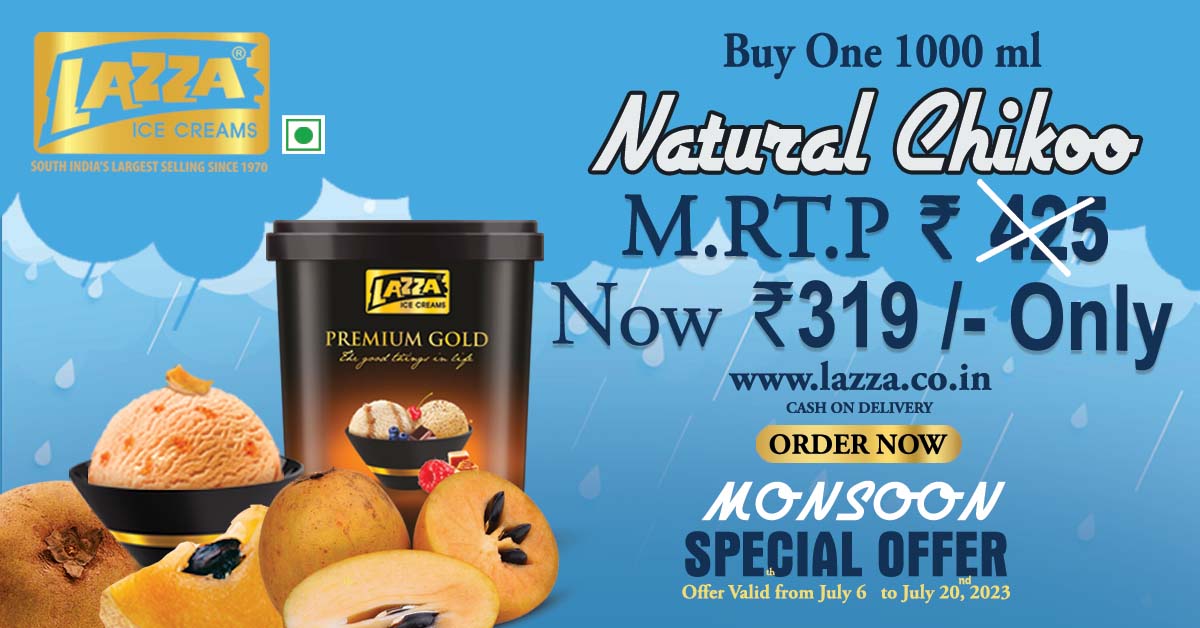 LAZZA ®
ICE CREAMS
SOUTH INDIA'S LARGEST SELLING SINCE 1970
Buy One 1000 ml
Natural Chikoo
M.RT.P ₹ 425
Now ₹319 /- Only
www.lazza.co.in
CASH ON DELIVERY
ORDER NOW
MONSOON
SPECIAL OFFER
Offer Valid from July 6th to July 20nd, 2023
LAZZA
ICE CREAMS
PREMIUM GOLD
The good things in life